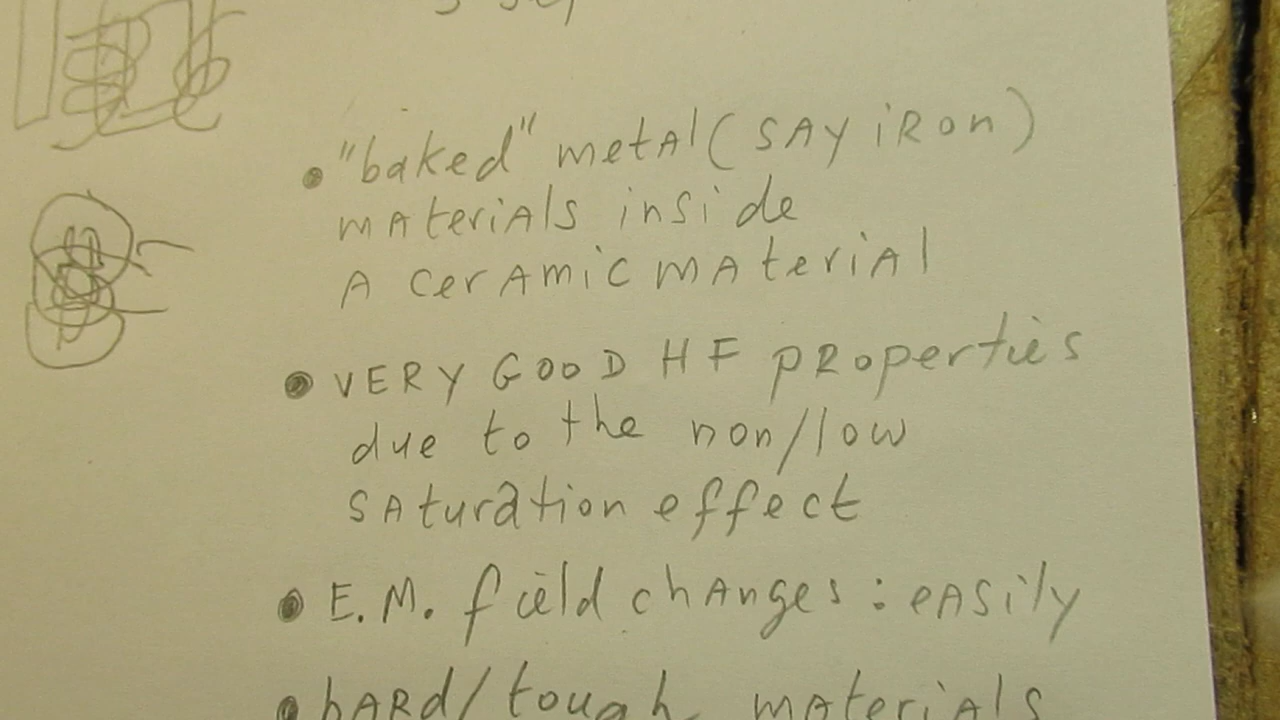 • "baked" metAl (SAY iRon)
mAteriAls inside
A cerAmic mAteriAl
• VERY GOOD HF pRoperties
due to the non/low
SAturAtion effect
• E.M. field chAnges : eASily
• hARd/tough mAteriAls